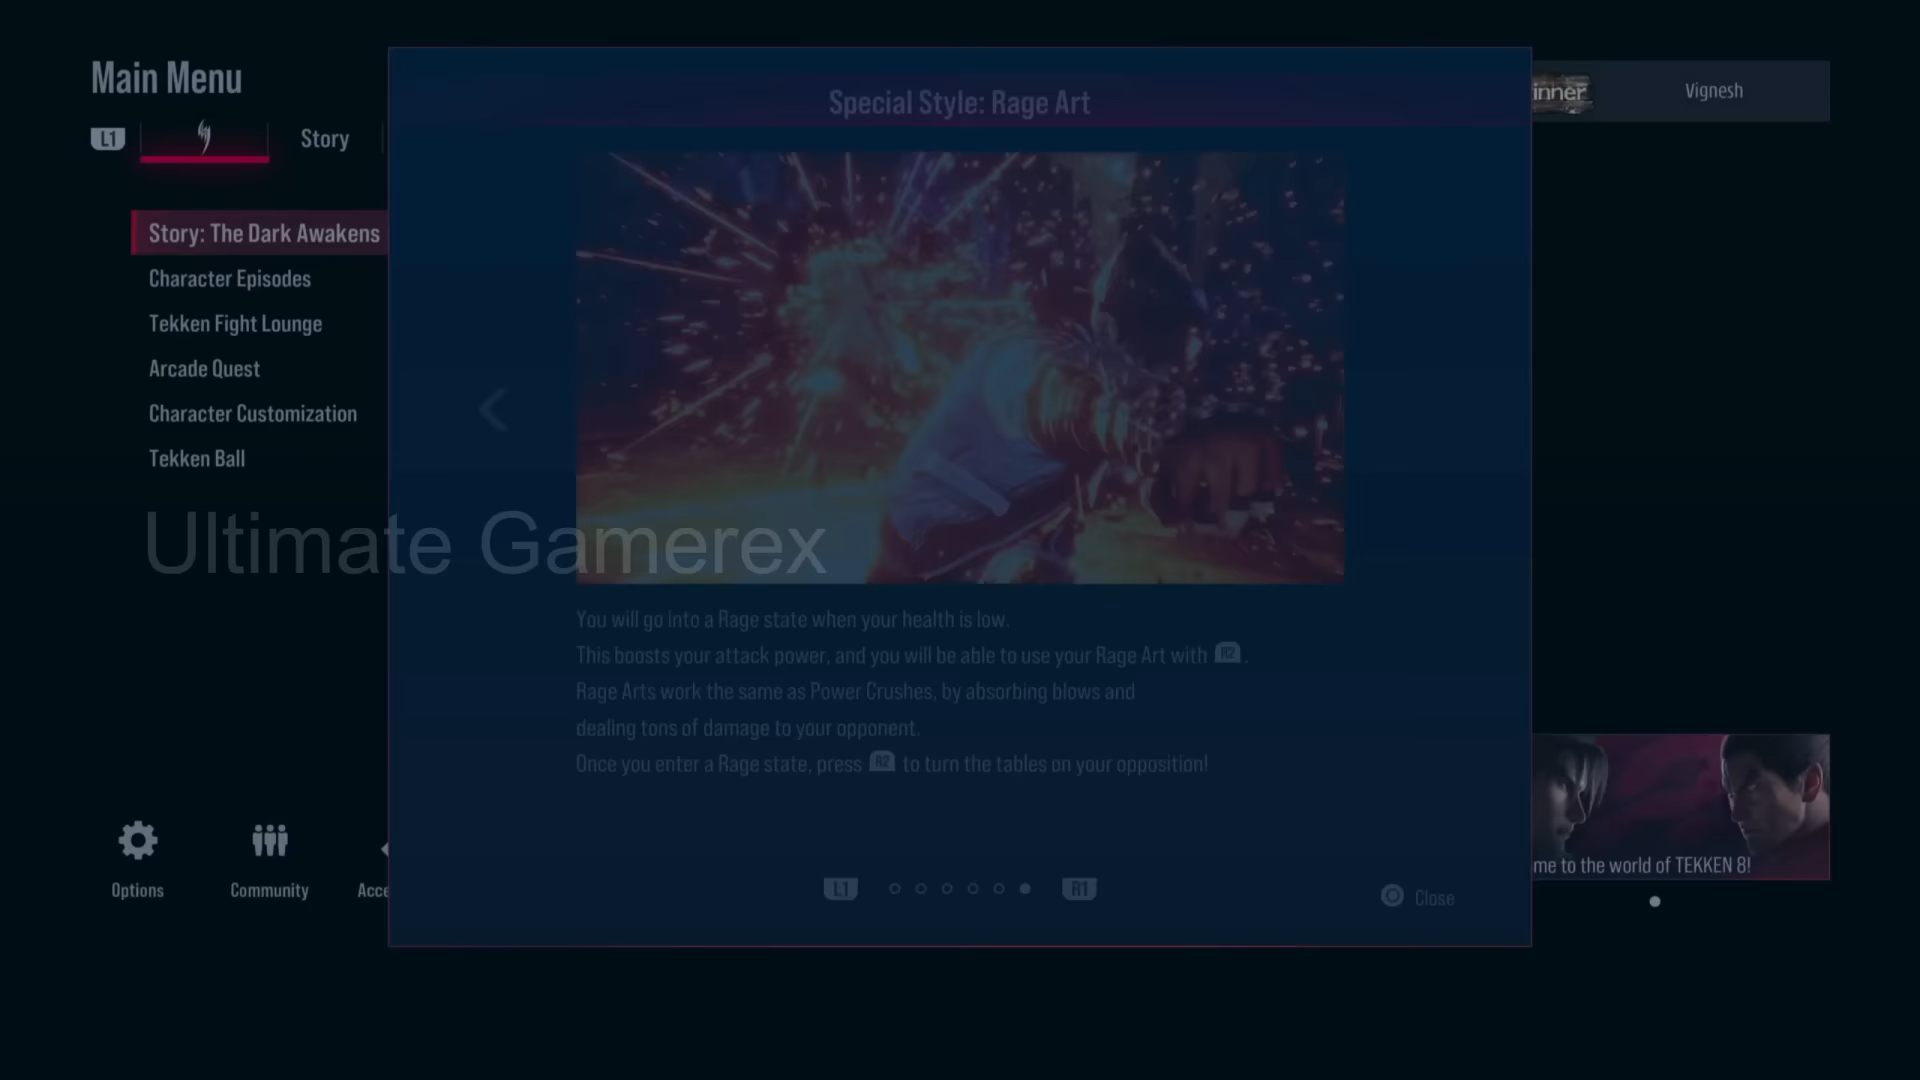 Main Menu
L1
Story
Special Style: Rage Art
inner
Vignesh
Story: The Dark Awakens
Character Episodes
Tekken Fight Lounge
Arcade Quest
Character Customization
Tekken Ball
Ultimate Gamerex
You will go into a Rage state when your health is low.
This boosts your attack power, and you will be able to use your Rage Art with R2.
Rage Arts work the same as Power Crushes, by absorbing blows and
dealing tons of damage to your opponent.
Once you enter a Rage state, press R2 to turn the tables on your opposition!
me to the world of TEKKEN 8!
Options
Community
Acce
L1
R1
Close